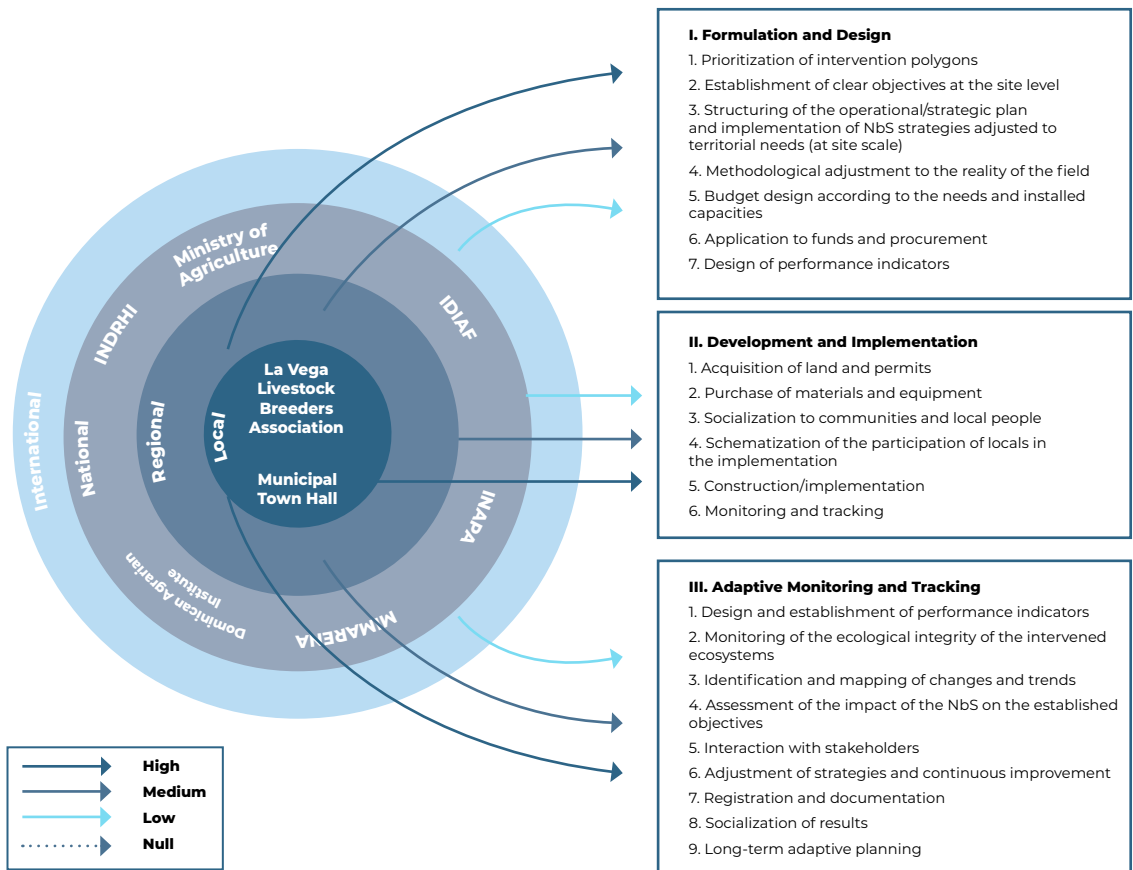 International
National
Regional
Local
Ministry of
Agriculture
INDRHI
IDIAF
INAPA
MIMARENA
Dominican Agrarian
Institute
La Vega
Livestock
Breeders
Association
Municipal
Town Hall
High
Medium
Low
Null
I. Formulation and Design
1. Prioritization of intervention polygons
2. Establishment of clear objectives at the site level
3. Structuring of the operational/strategic plan
and implementation of NbS strategies adjusted to
territorial needs (at site scale)
4. Methodological adjustment to the reality of the field
5. Budget design according to the needs and installed
capacities
6. Application to funds and procurement
7. Design of performance indicators
II. Development and Implementation
1. Acquisition of land and permits
2. Purchase of materials and equipment
3. Socialization to communities and local people
4. Schematization of the participation of locals in
the implementation
5. Construction/implementation
6. Monitoring and tracking
III. Adaptive Monitoring and Tracking
1. Design and establishment of performance indicators
2. Monitoring of the ecological integrity of the intervened
ecosystems
3. Identification and mapping of changes and trends
4. Assessment of the impact of the NbS on the established
objectives
5. Interaction with stakeholders
6. Adjustment of strategies and continuous improvement
7. Registration and documentation
8. Socialization of results
9. Long-term adaptive planning